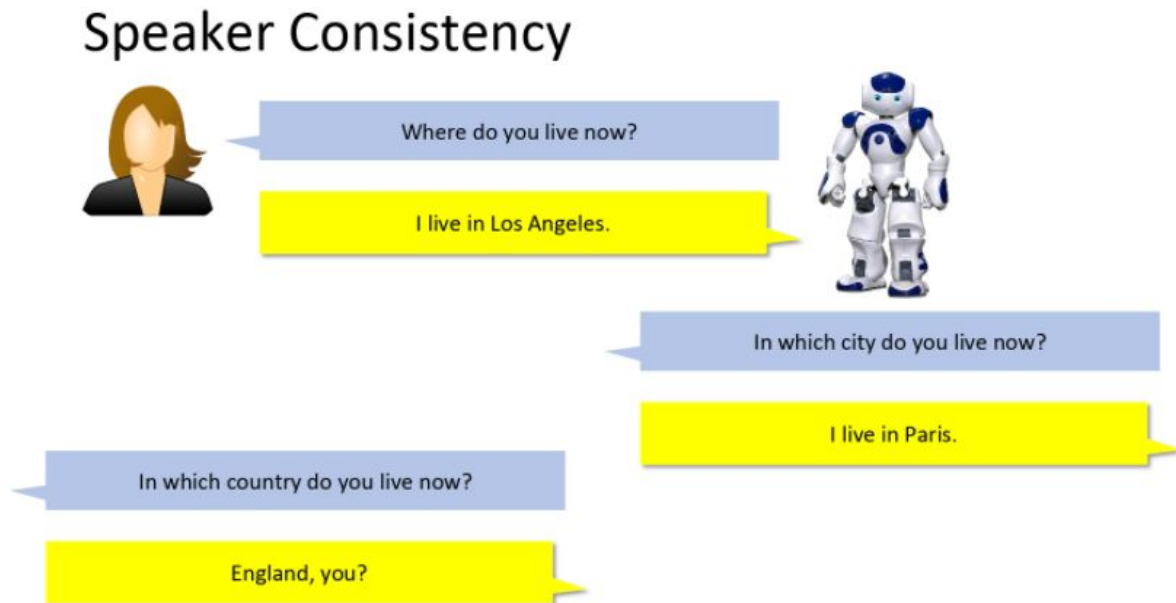 Speaker Consistency
Where do you live now?
I live in Los Angeles.
In which city do you live now?
I live in Paris.
In which country do you live now?
England, you?